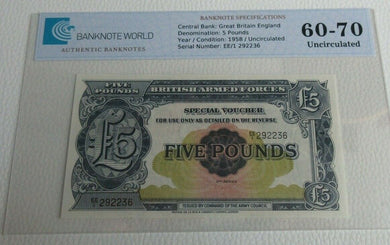 BANKNOTE WORLD
AUTHENTIC BANKNOTES
BANKNOTE SPECIFICATIONS
Central Bank: Great Britain England
Denomination: 5 Pounds
Year / Condition: 1958 / Uncirculated
Serial Number: EE/1 292236
60-70
Uncirculated
FIVE POUNDS
BRITISH ARMED FORCES
£5
SPECIAL VOUCHER
FOR USE ONLY AS DETAILED ON THE REVERSE
EE/1 292236
£5
FIVE POUNDS
2ND SERIES
EE/1 292236
ISSUED BY COMMAND OF THE ARMY COUNCIL
£5